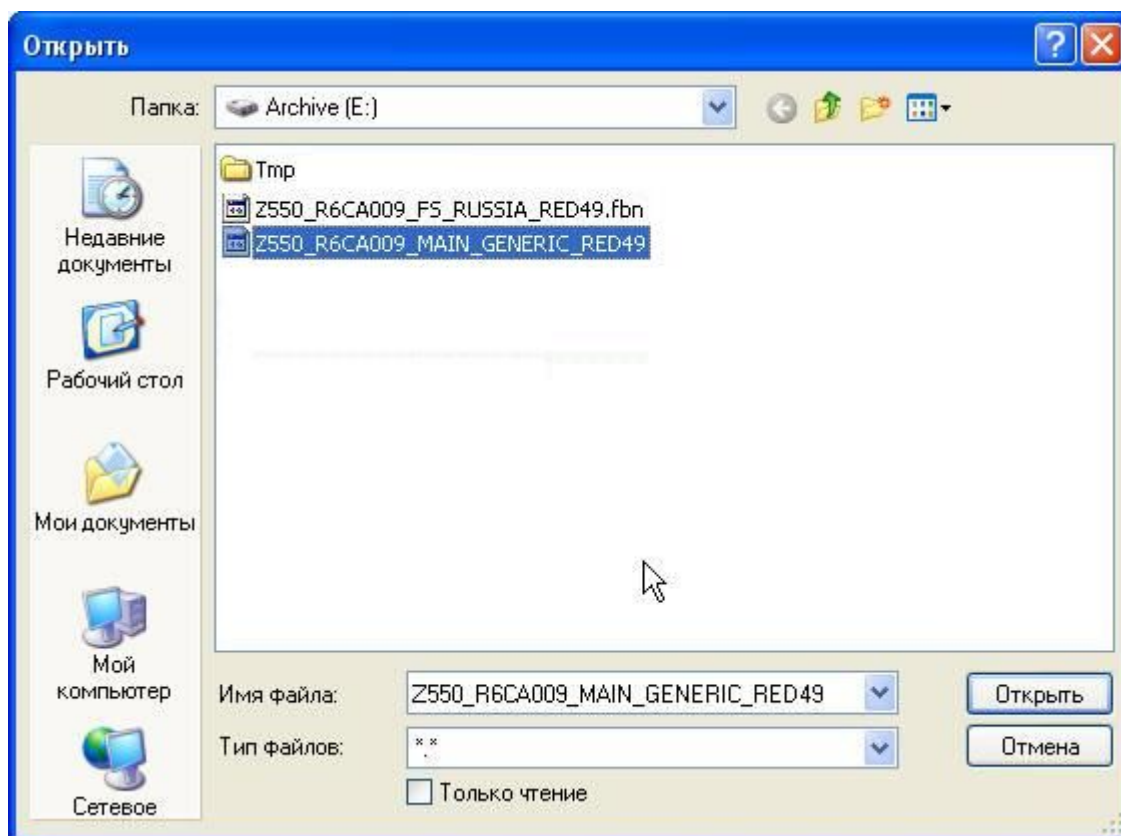 Открыть
Папка:
Archive (E:)
Tmp
Z550_R6CA009_FS_RUSSIA_RED49.fbn
Z550_R6CA009_MAIN_GENERIC_RED49
Недавние
документы
Рабочий стол
Мои документы
Мой
компьютер
Сетевое
Имя файла:
Z550_R6CA009_MAIN_GENERIC_RED49
Открыть
Тип файлов:
*.*
Отмена
Только чтение